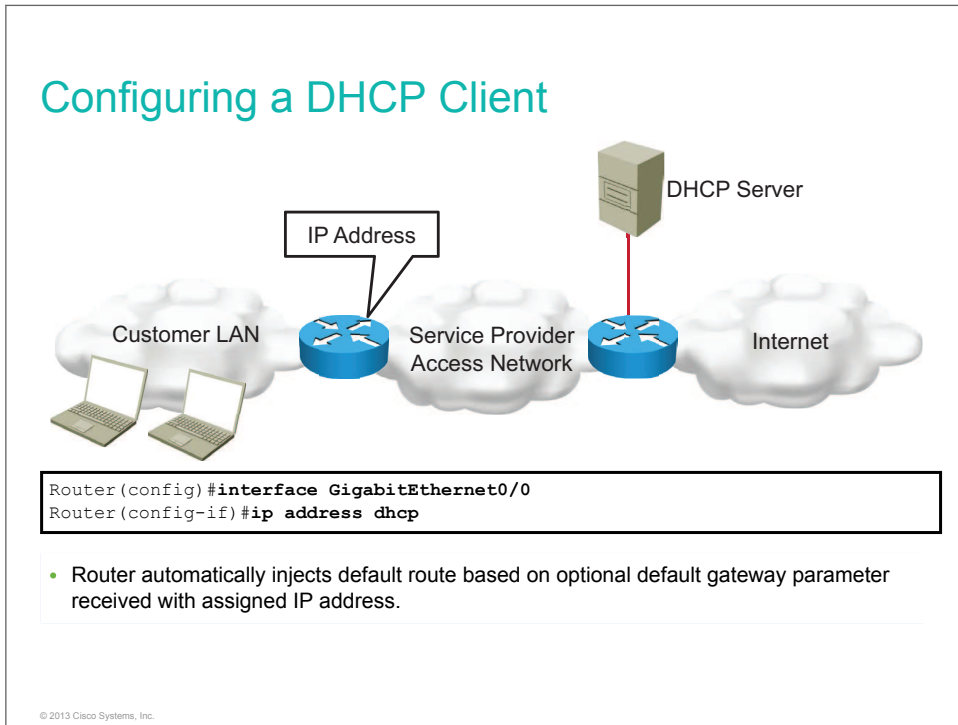 Configuring a DHCP Client
DHCP Server
IP Address
Customer LAN
Service Provider
Access Network
Internet
Router(config)#interface GigabitEthernet0/0
Router(config-if)#ip address dhcp
• Router automatically injects default route based on optional default gateway parameter
received with assigned IP address.
© 2013 Cisco Systems, Inc.